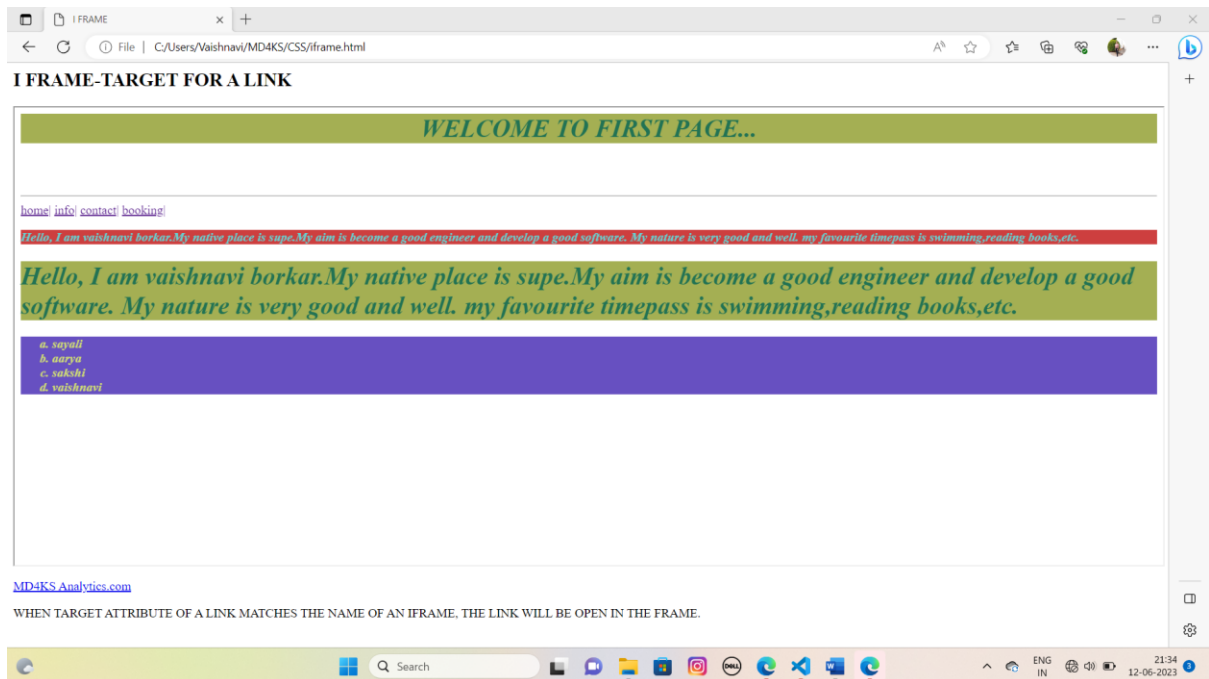 I FRAME
File | C:/Users/Vaishnavi/MD4KS/CSS/iframe.html
I FRAME-TARGET FOR A LINK
WELCOME TO FIRST PAGE...
home| info| contact| booking|
Hello, I am vaishnavi borkar.My native place is supe.My aim is become a good engineer and develop a good software. My nature is very good and well. my favourite timepass is swimming,reading books,etc.
Hello, I am vaishnavi borkar.My native place is supe.My aim is become a good engineer and develop a good
software. My nature is very good and well. my favourite timepass is swimming,reading books,etc.
a. sayali
b. aarya
c. sakshi
d. vaishnavi
MD4KS Analytics.com
WHEN TARGET ATTRIBUTE OF A LINK MATCHES THE NAME OF AN IFRAME, THE LINK WILL BE OPEN IN THE FRAME.
Search
DELL
ENG
IN
21:34
12-06-2023
3